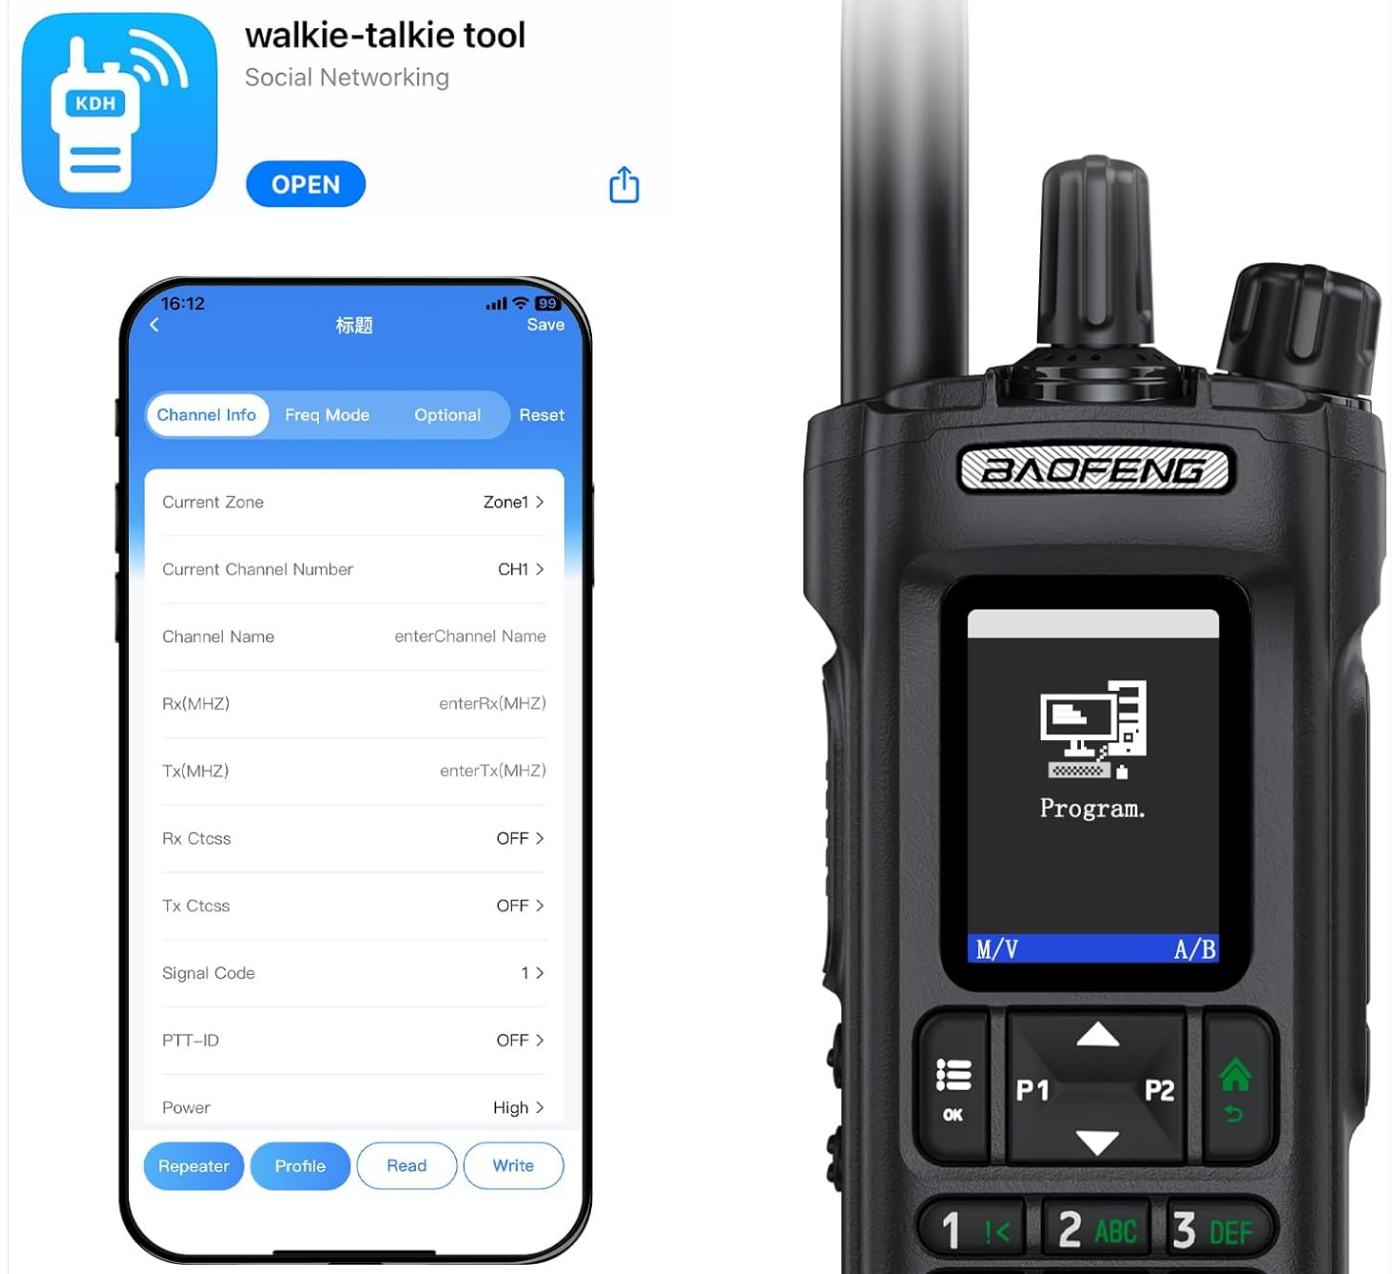 walkie-talkie tool
Social Networking
KDH
OPEN
16:12
99
标题
Save
Channel Info
Freq Mode
Optional
Reset
Current Zone
Zone1 >
Current Channel Number
CH1 >
Channel Name
enterChannel Name
Rx(MHZ)
enterRx(MHZ)
Tx(MHZ)
enterTx(MHZ)
Rx Ctcss
OFF >
Tx Ctcss
OFF >
Signal Code
1 >
PTT-ID
OFF >
Power
High >
Repeater
Profile
Read
Write
BAOFENG
Program.
M/V
A/B
OK
P1
P2
1 !<
2 ABC
3 DEF